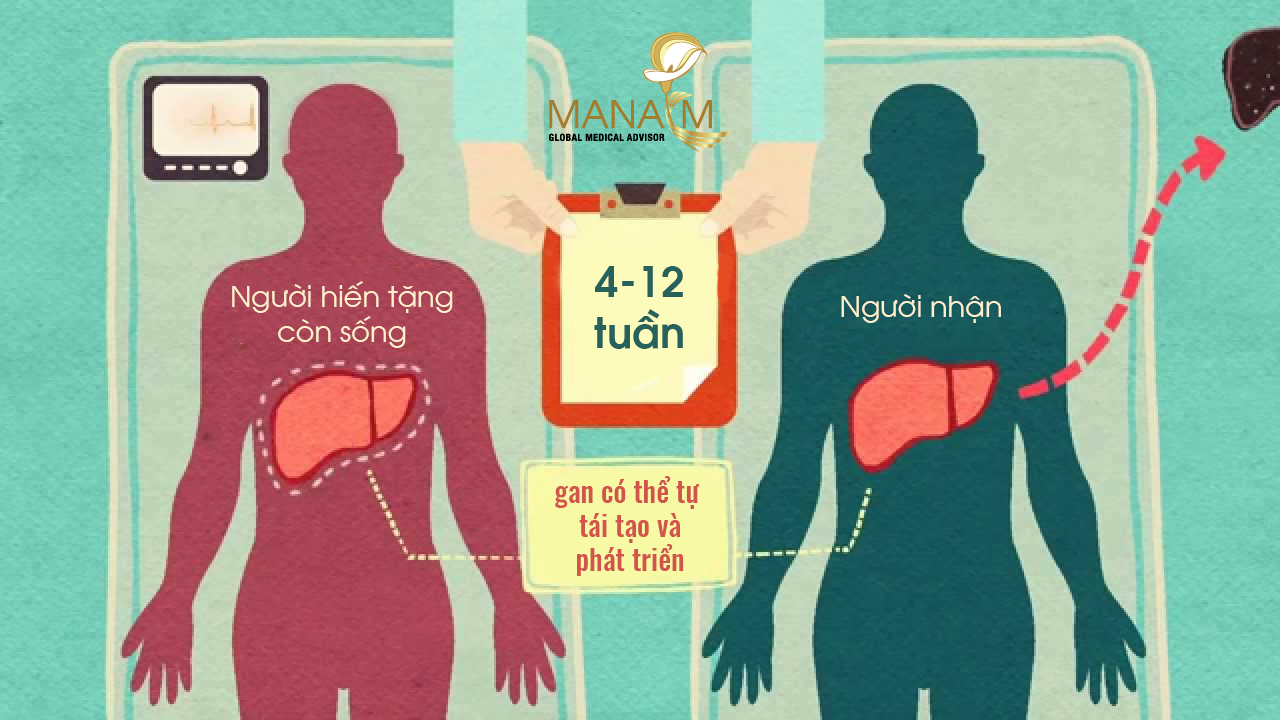 MANAYM
GLOBAL MEDICAL ADVISOR
Người hiến tặng
còn sống
4-12
tuần
Người nhận
gan có thể tự
tái tạo và
phát triển